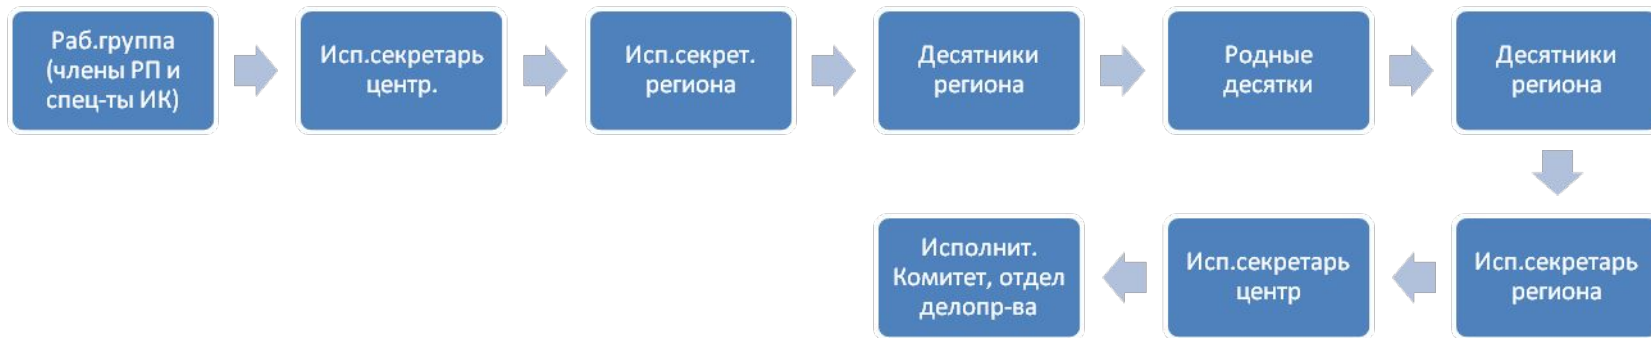 Раб.группа
(члены РП и
спец-ты ИК)
Исп.секретарь
центр.
Исп.секрет.
региона
Десятники
региона
Родные
десятки
Десятники
региона
Исп.секретарь
региона
Исп.секретарь
центр
Исполнит.
Комитет, отдел
делопр-ва